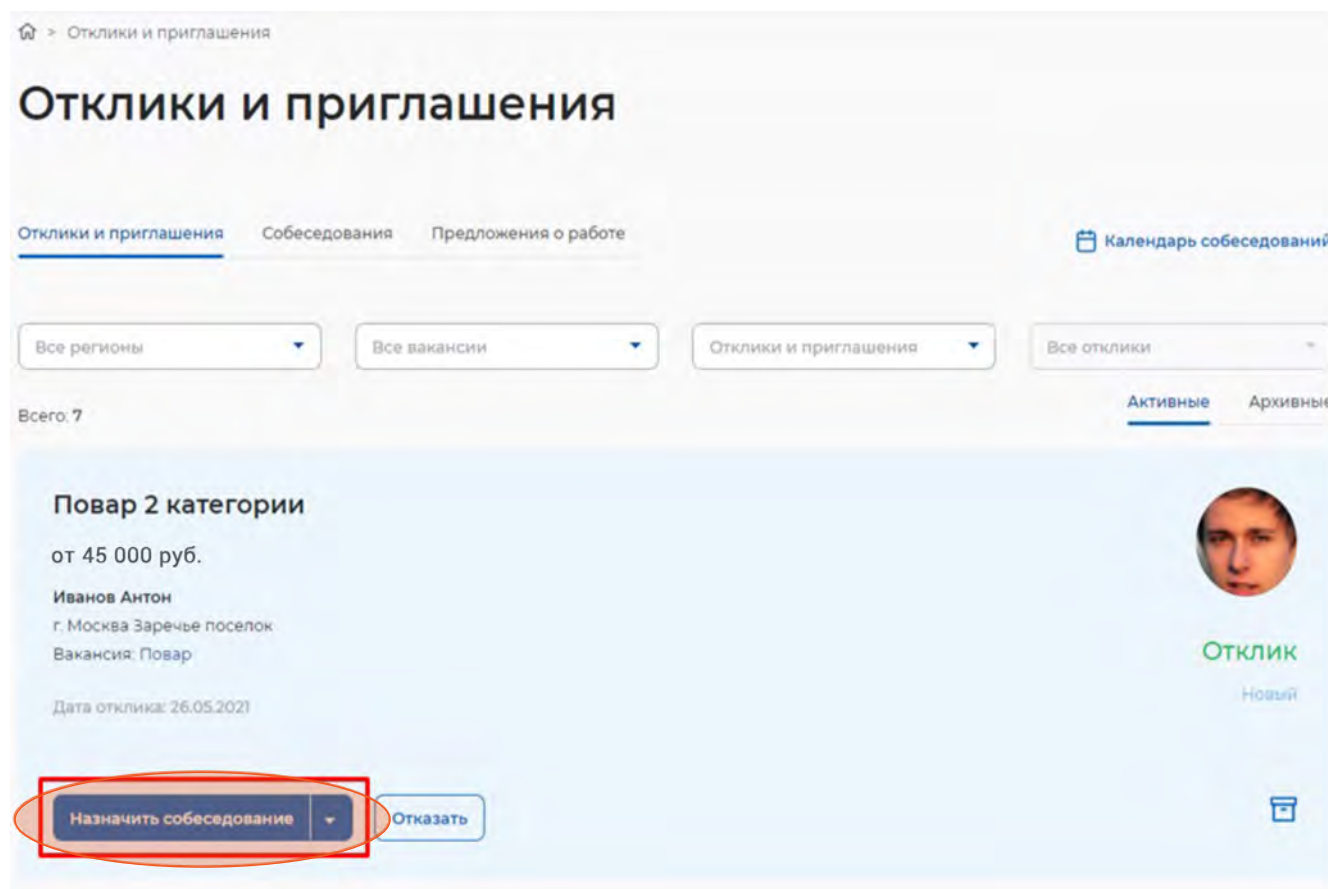 > Отклики и приглашения
Отклики и приглашения
Отклики и приглашения Собеседования Предложения о работе Календарь собеседований
Все регионы Все вакансии Отклики и приглашения Все отклики
Всего: 7 Активные Архивные
Повар 2 категории
от 45 000 руб.
Иванов Антон
г. Москва Заречье поселок
Вакансия: Повар
Отклик
Новый
Дата отклика: 26.05.2021
Назначить собеседование Отказать